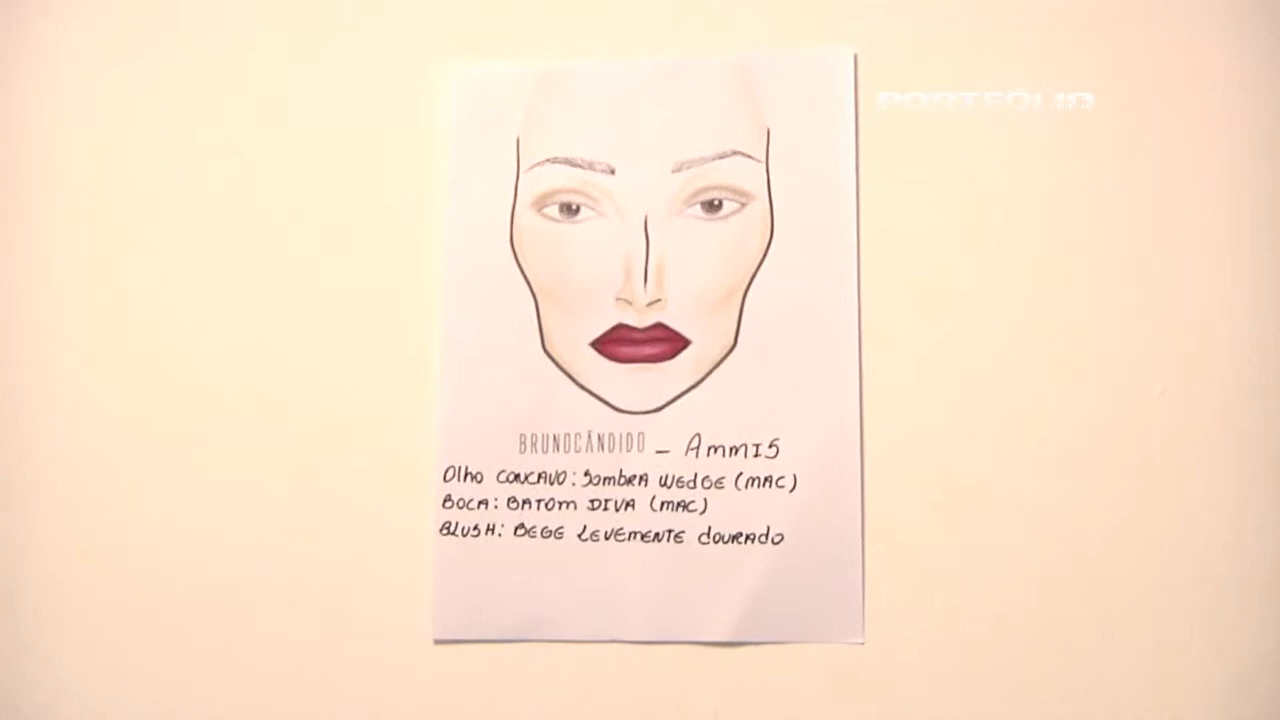 PORTFÓLIO
BRUNOCÂNDIDO _ AMMIS
Olho CONCAVO: SombRA WEdGE (MAC)
BOCA: BATOM DIVA (MAC)
BLUSH: BEGE LEVEMENTE dOURADO